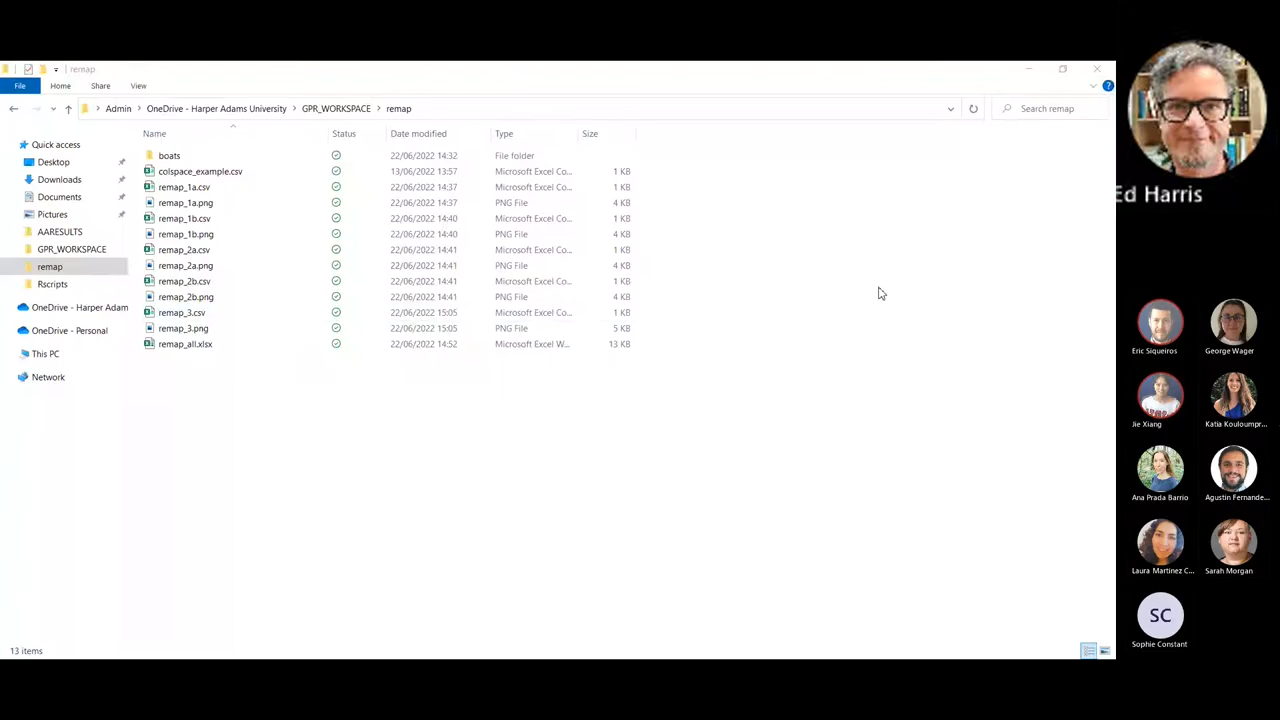 remap
File Home Share View
Admin OneDrive - Harper Adams University GPR_WORKSPACE remap Search remap
Name Status Date modified Type Size
Quick access
Desktop
Downloads
Documents
Pictures
AARESULTS
GPR_WORKSPACE
remap
Rscripts
OneDrive - Harper Adam
OneDrive - Personal
This PC
Network
boats 22/06/2022 14:32 File folder
colspace_example.csv 13/06/2022 13:57 Microsoft Excel Co... 1 KB
remap_1a.csv 22/06/2022 14:37 Microsoft Excel Co... 1 KB
remap_1a.png 22/06/2022 14:37 PNG File 4 KB
remap_1b.csv 22/06/2022 14:40 Microsoft Excel Co... 1 KB
remap_1b.png 22/06/2022 14:40 PNG File 4 KB
remap_2a.csv 22/06/2022 14:41 Microsoft Excel Co... 1 KB
remap_2a.png 22/06/2022 14:41 PNG File 4 KB
remap_2b.csv 22/06/2022 14:41 Microsoft Excel Co... 1 KB
remap_2b.png 22/06/2022 14:41 PNG File 4 KB
remap_3.csv 22/06/2022 15:05 Microsoft Excel Co... 1 KB
remap_3.png 22/06/2022 15:05 PNG File 5 KB
remap_all.xlsx 22/06/2022 14:52 Microsoft Excel W... 13 KB
13 items
Ed Harris
Eric Siqueiros George Wager
Jie Xiang Katia Kouloumpr...
Ana Prada Barrio Agustin Fernande...
Laura Martinez C... Sarah Morgan
SC
Sophie Constant